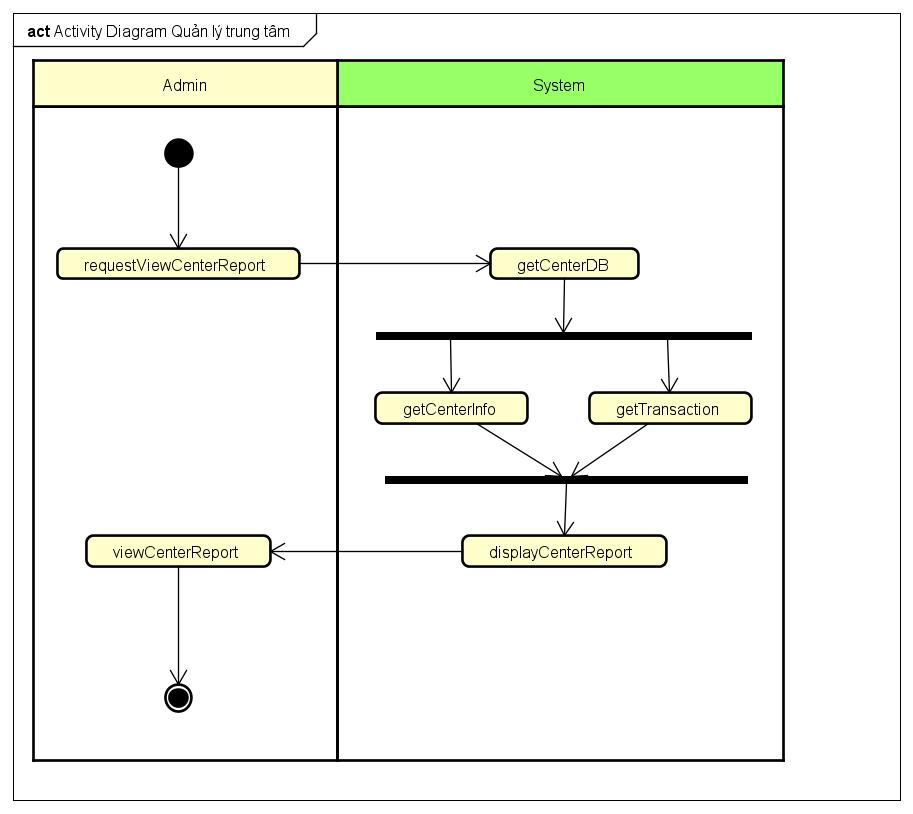 act Activity Diagram Quản lý trung tâm
Admin
System
requestViewCenterReport
getCenterDB
getCenterInfo
getTransaction
viewCenterReport
displayCenterReport